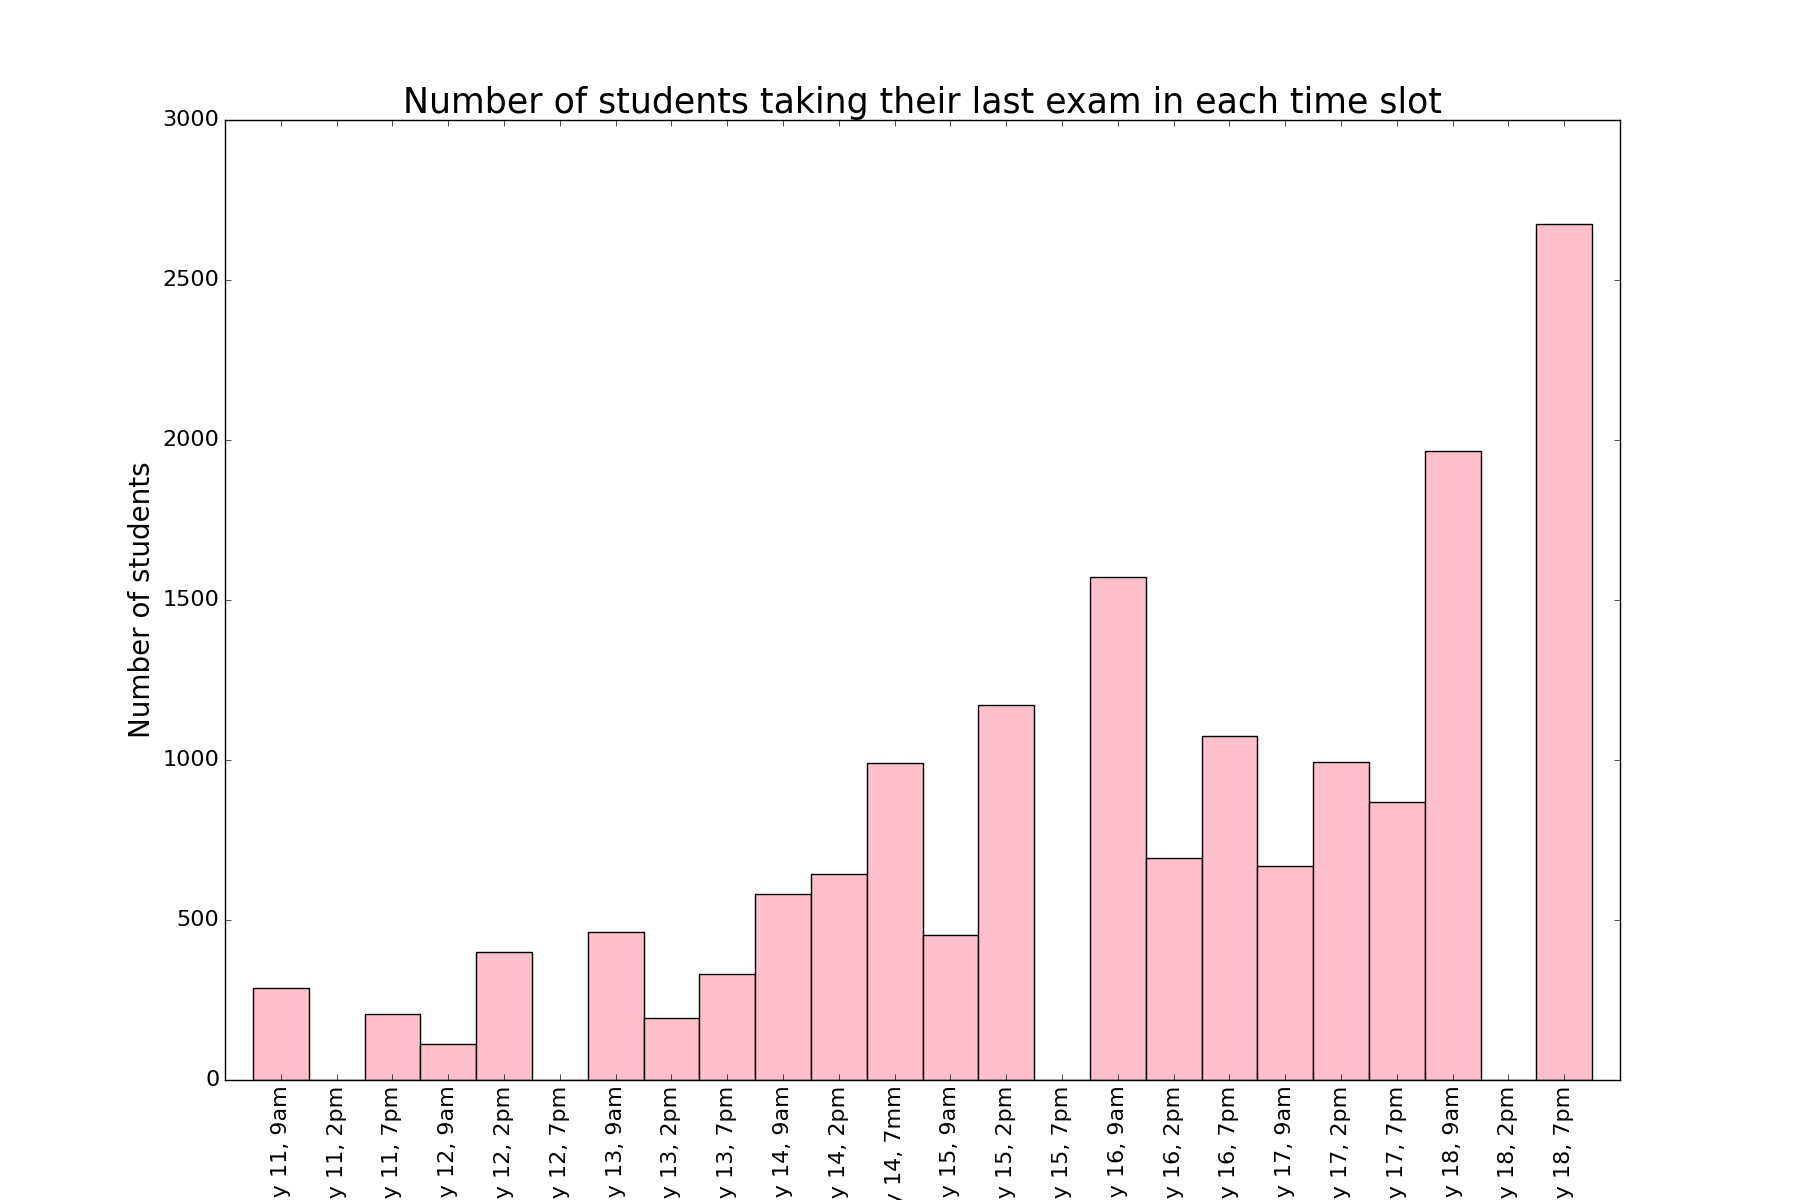 Number of students taking their last exam in each time slot
3000
2500
2000
1500
1000
500
0
Number of students
y 11, 9am
y 11, 2pm
y 11, 7pm
y 12, 9am
y 12, 2pm
y 12, 7pm
y 13, 9am
y 13, 2pm
y 13, 7pm
y 14, 9am
y 14, 2pm
y 14, 7mm
y 15, 9am
y 15, 2pm
y 15, 7pm
y 16, 9am
y 16, 2pm
y 16, 7pm
y 17, 9am
y 17, 2pm
y 17, 7pm
y 18, 9am
y 18, 2pm
y 18, 7pm